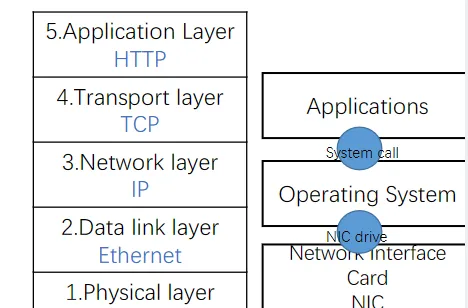 5.Application Layer
HTTP
4.Transport layer
TCP
3.Network layer
IP
2.Data link layer
Ethernet
1.Physical layer
Applications
System call
Operating System
NIC drive
Network Interface
Card
NIC